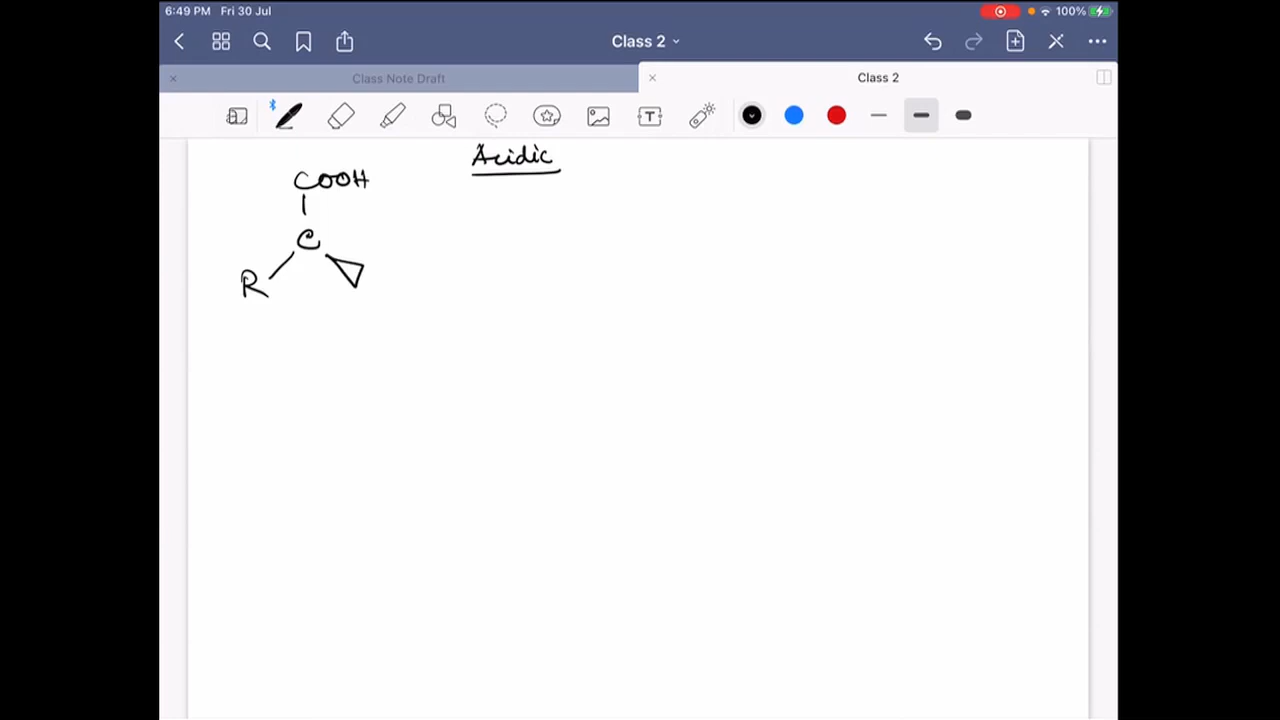 6:49 PM Fri 30 Jul
100%
Class 2
Class Note Draft
Class 2
T
Acidic
COOH
C
R